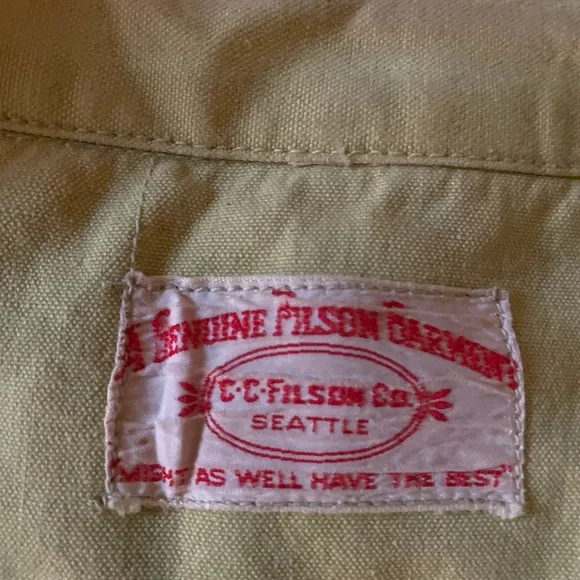 A GENUINE FILSON GARMENT
C·C·FILSON CO.
SEATTLE
"MIGHT AS WELL HAVE THE BEST"